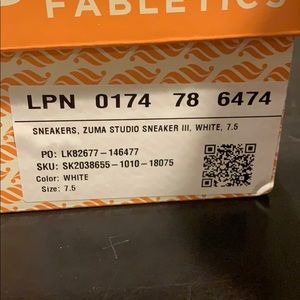 FABLETICS
LPN 0174 78 6474
SNEAKERS, ZUMA STUDIO SNEAKER III, WHITE, 7.5
PO: LK82677-146477
SKU: SK2038655-1010-18075
Color: WHITE
Size: 7.5